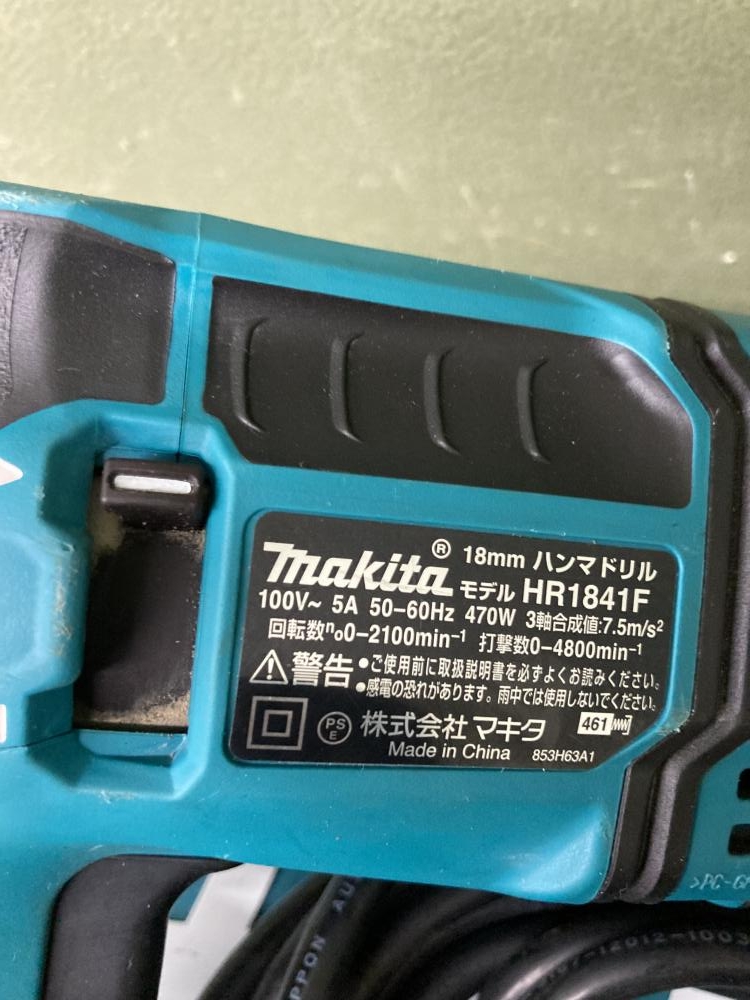 makita® 18mm ハンマドリル
モデル HR1841F
100V~ 5A 50-60Hz 470W 3軸合成値:7.5m/s²
回転数n₀0-2100min⁻¹ 打撃数0-4800min⁻¹
警告 •ご使用前に取扱説明書を必ずよくお読みください。
•感電の恐れがあります。雨中では使用しないでください。
PSE 株式会社 マキタ 461
Made in China 853H63A1
>PC-G
PPON AU
12012-1003